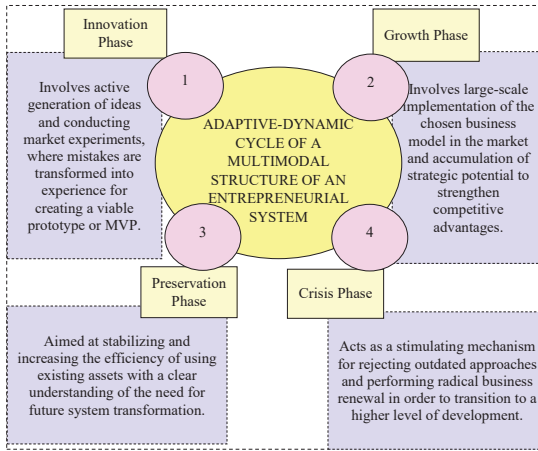 Innovation
Phase
1
Involves active
generation of ideas
and conducting
market experiments,
where mistakes are
transformed into
experience for
creating a viable
prototype or MVP.
Growth Phase
2
Involves large-scale
implementation of the
chosen business
model in the market
and accumulation of
strategic potential to
strengthen
competitive
advantages.
ADAPTIVE-DYNAMIC
CYCLE OF A
MULTIMODAL
STRUCTURE OF AN
ENTREPRENEURIAL
SYSTEM
3
Preservation
Phase
Aimed at stabilizing and
increasing the efficiency of using
existing assets with a clear
understanding of the need for
future system transformation.
4
Crisis Phase
Acts as a stimulating mechanism
for rejecting outdated approaches
and performing radical business
renewal in order to transition to a
higher level of development.